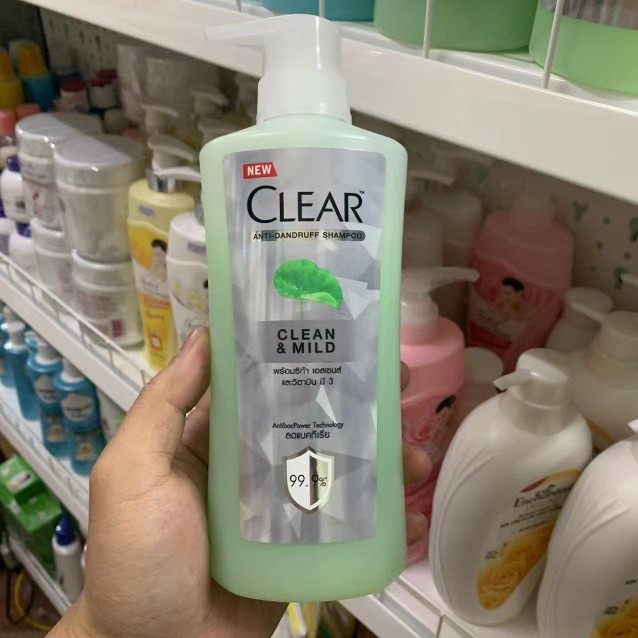 NEW
CLEAR™
ANTI-DANDRUFF SHAMPOO
CLEAN
& MILD
พร้อมซิก้า เอสเซนส์
และวิตามิน บี 3
AntibacPower Technology
ลดแบคทีเรีย
99.9%*
Enchanteur